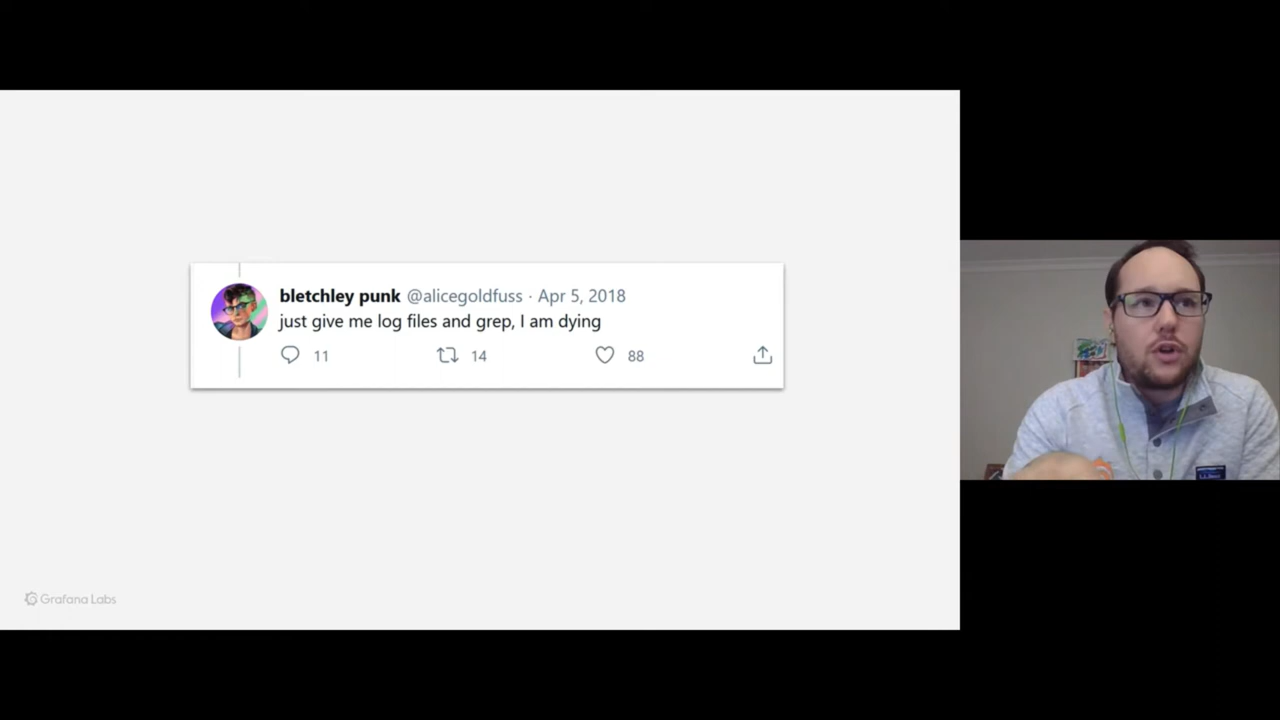 bletchley punk @alicegoldfuss · Apr 5, 2018
just give me log files and grep, I am dying
11 14 88
Grafana Labs